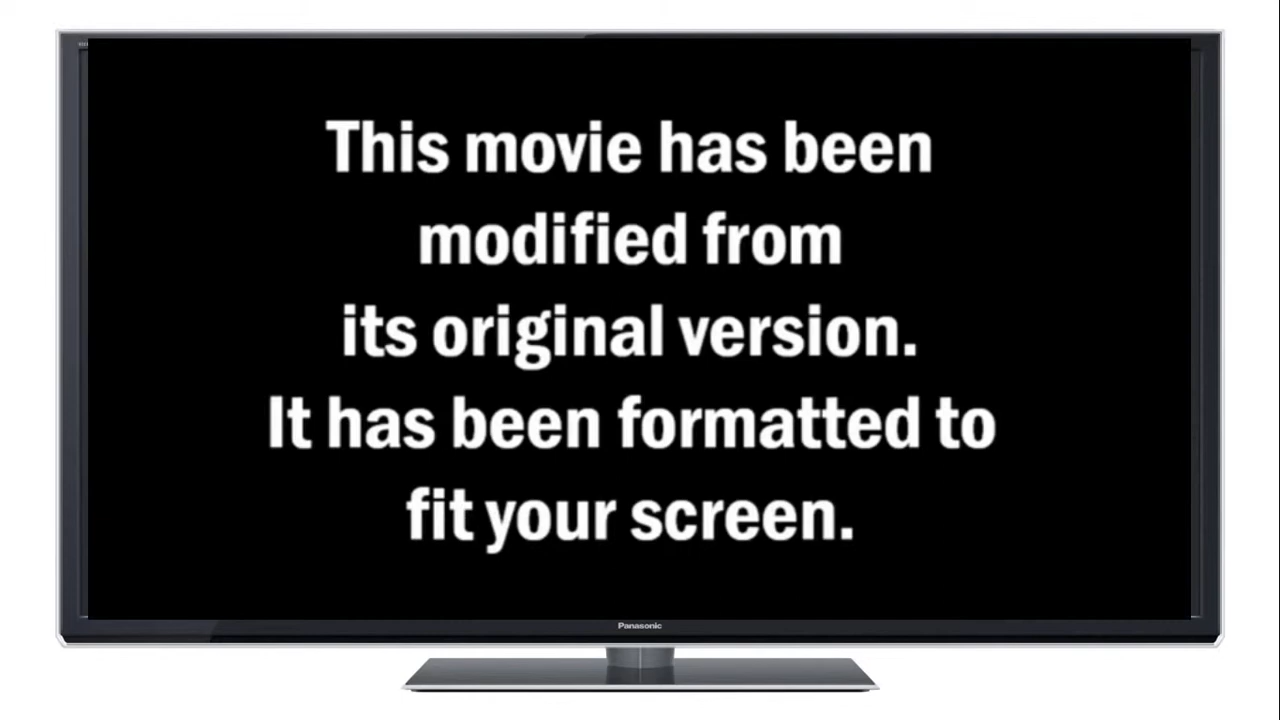 This movie has been
modified from
its original version.
It has been formatted to
fit your screen.
Panasonic